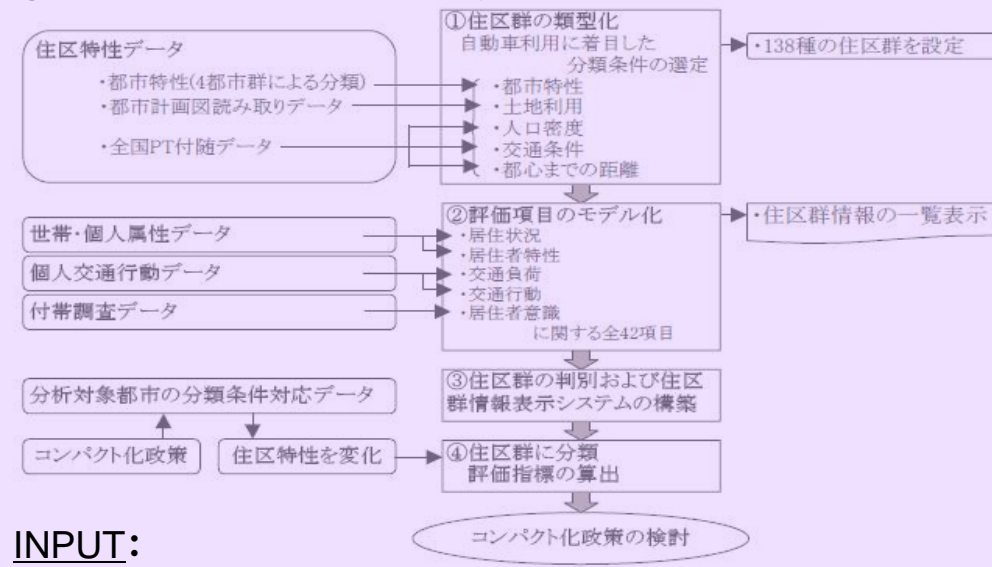 ①住区群の類型化
自動車利用に着目した
分類条件の選定
・都市特性
・土地利用
・人口密度
・交通条件
・都心までの距離
・138種の住区群を設定
住区特性データ
・都市特性(4都市群による分類)
・都市計画図読み取りデータ
・全国PT付随データ
②評価項目のモデル化
・居住状況
・居住者特性
・交通負荷
・交通行動
・居住者意識
に関する全42項目
・住区群情報の一覧表示
世帯・個人属性データ
個人交通行動データ
付帯調査データ
③住区群の判別および住区
群情報表示システムの構築
分析対象都市の分類条件対応データ
コンパクト化政策
住区特性を変化
④住区群に分類
評価指標の算出
コンパクト化政策の検討
INPUT：